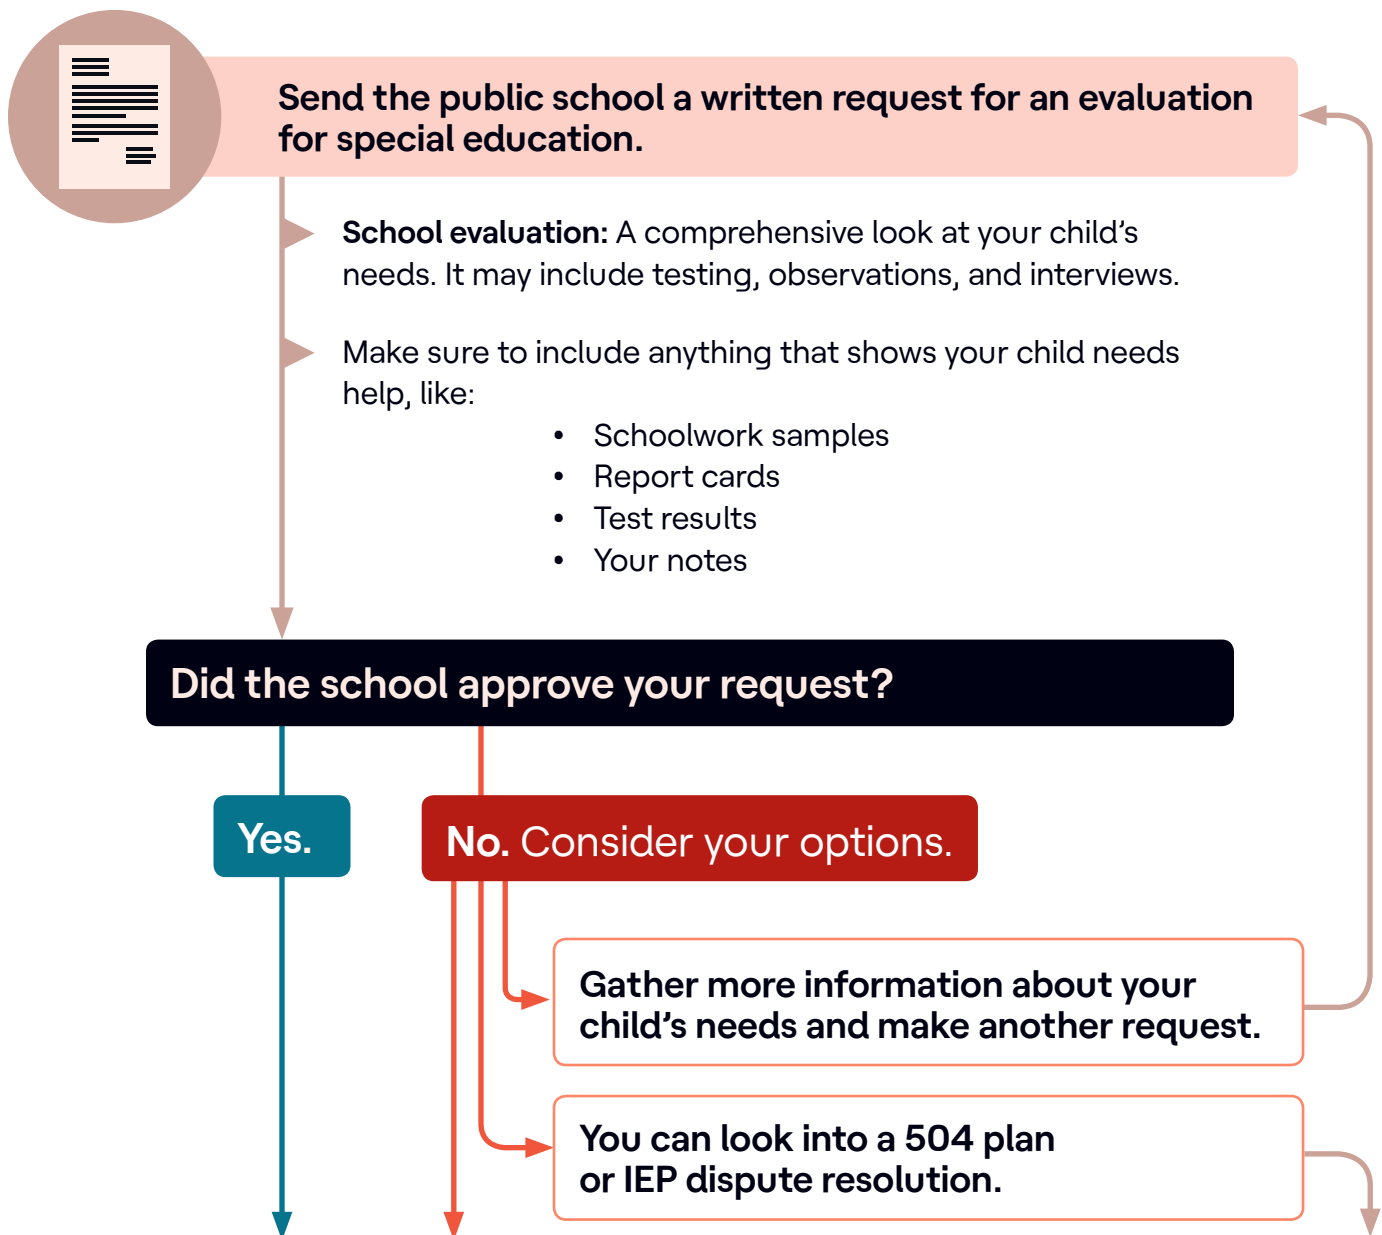 Send the public school a written request for an evaluation
for special education.
School evaluation: A comprehensive look at your child’s
needs. It may include testing, observations, and interviews.
Make sure to include anything that shows your child needs
help, like:
• Schoolwork samples
• Report cards
• Test results
• Your notes
Did the school approve your request?
Yes.
No. Consider your options.
Gather more information about your
child’s needs and make another request.
You can look into a 504 plan
or IEP dispute resolution.